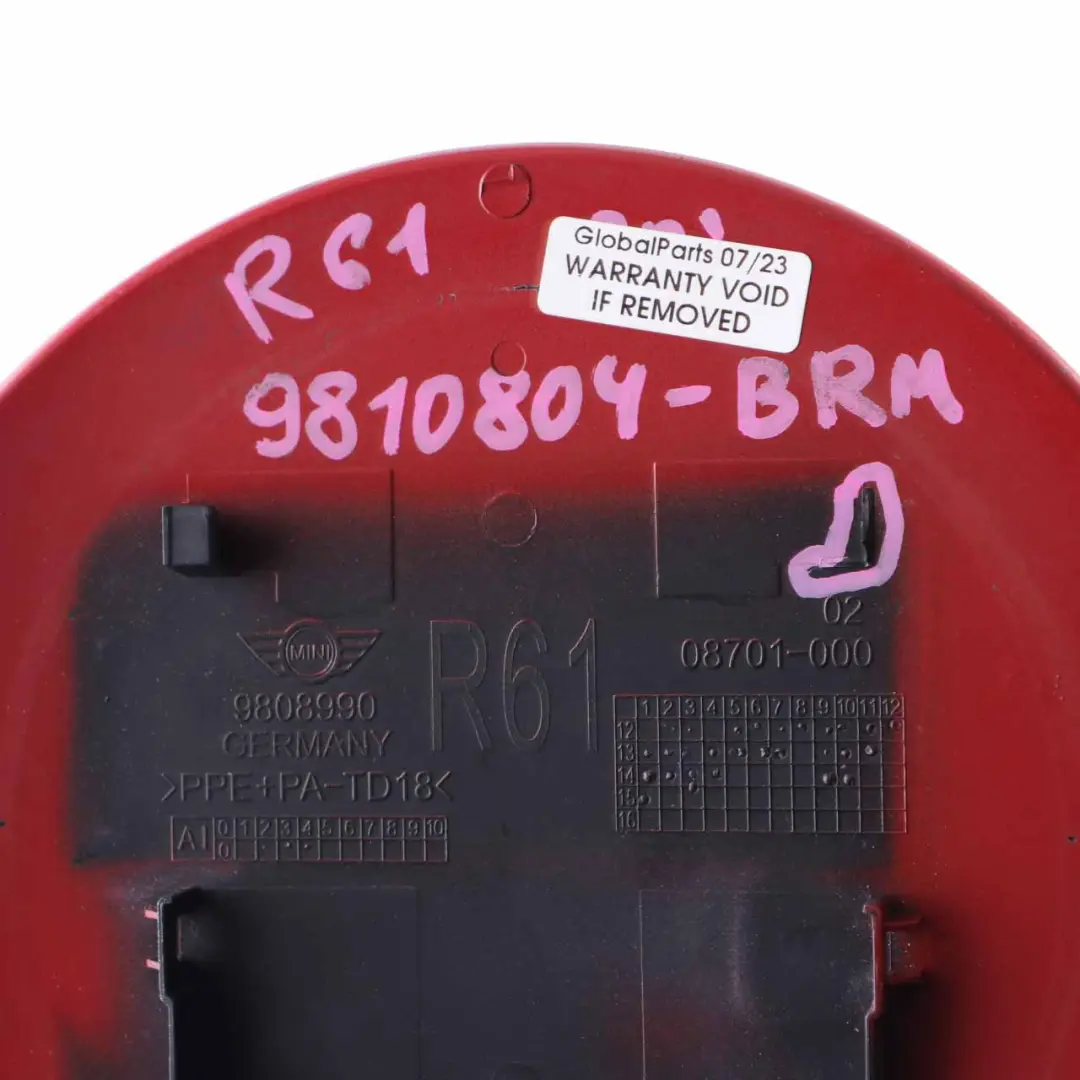 R61
GlobalParts 07/23
WARRANTY VOID
IF REMOVED
9810804-BRM
02
08701-000
MINI
9808990
GERMANY
R61
>PPE+PA-TD18<
1 2 3 4 5 6 7 8 9 10 11 12
12
13
14
15
16
AI 0 1 2 3 4 5 6 7 8 9 10
0